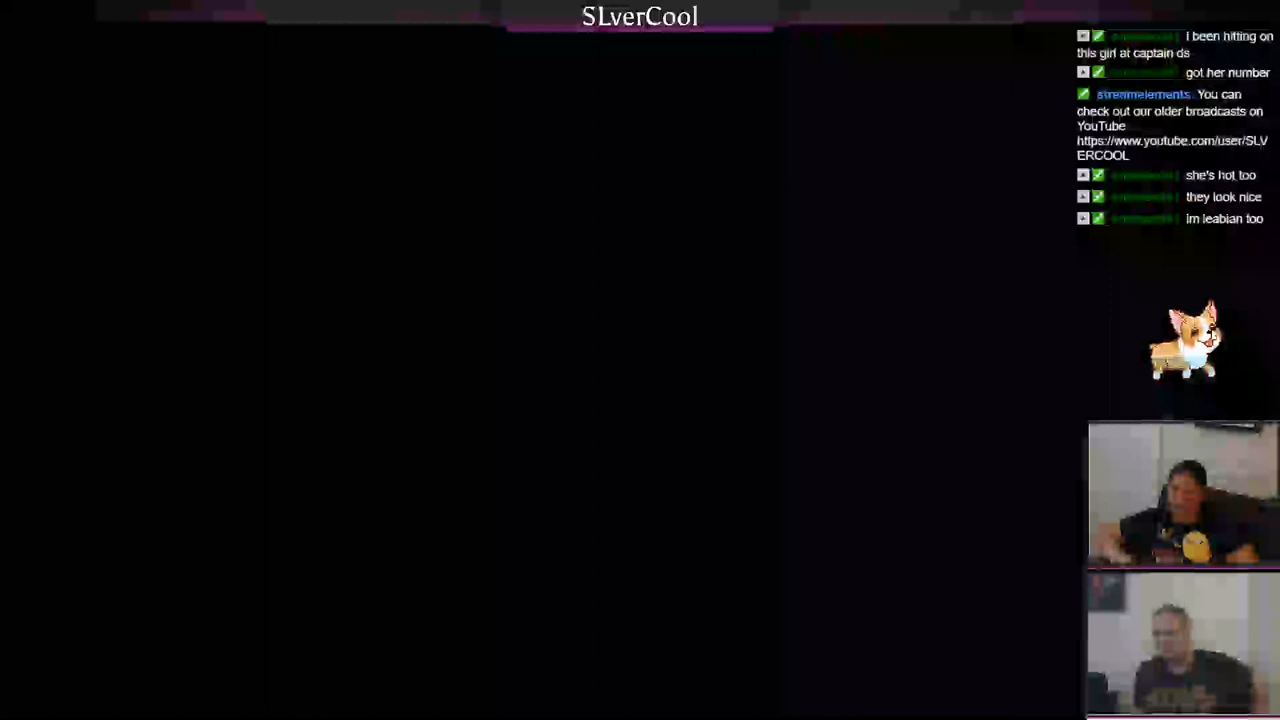 SLverCool
I been hitting on
this girl at captain ds
got her number
streamelements: You can
check out our older broadcasts on
YouTube
https://www.youtube.com/user/SLV
ERCOOL
she's hot too
they look nice
im leabian too